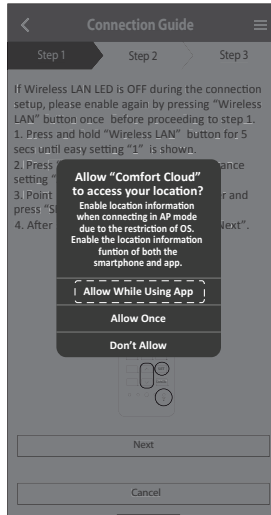 Connection Guide
Step 1 Step 2 Step 3
If Wireless LAN LED is OFF during the connection
setup, please enable again by pressing "Wireless
LAN" button once before proceeding to step 1.
1. Press and hold "Wireless LAN" button for 5
secs until easy setting "1" is shown.
2. Press "
setting "
3. Point
and
press "S
4. After
Next".
Allow "Comfort Cloud"
to access your location?
Enable location information
when connecting in AP mode
due to the restriction of OS.
Enable the location information
funtion of both the
smartphone and app.
Allow While Using App
Allow Once
Don't Allow
Next
Cancel